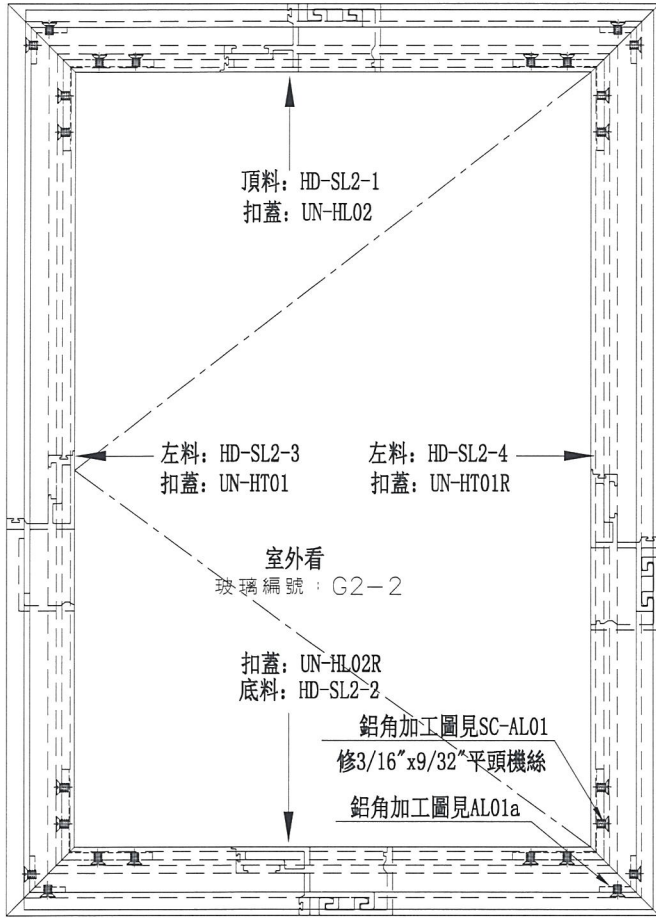 頂料: HD-SL2-1
扣蓋: UN-HL02
左料: HD-SL2-3
扣蓋: UN-HT01
左料: HD-SL2-4
扣蓋: UN-HT01R
室外看
玻璃編號：G2-2
扣蓋: UN-HL02R
底料: HD-SL2-2
鋁角加工圖見SC-AL01
修3/16"x9/32"平頭機絲
鋁角加工圖見AL01a